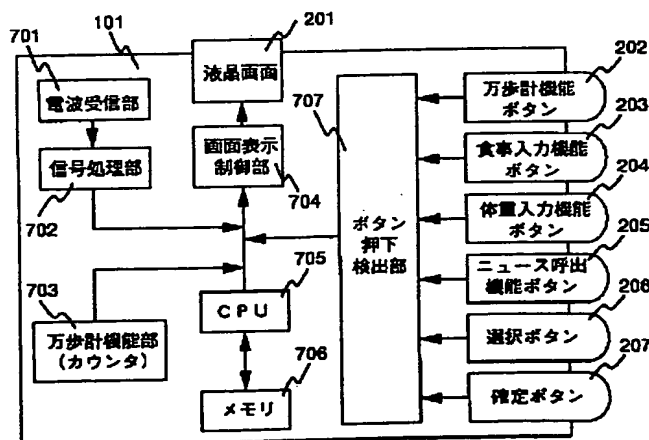 701
101
201
202
電波受信部
液晶画面
707
万歩計機能
ボタン
203
信号処理部
702
画面表示
制御部
704
食事入力機能
ボタン
204
体重入力機能
ボタン
205
ボタン
押下
検出部
703
705
CPU
ニュース呼出
機能ボタン
206
万歩計機能部
(カウンタ)
706
メモリ
選択ボタン
207
確定ボタン